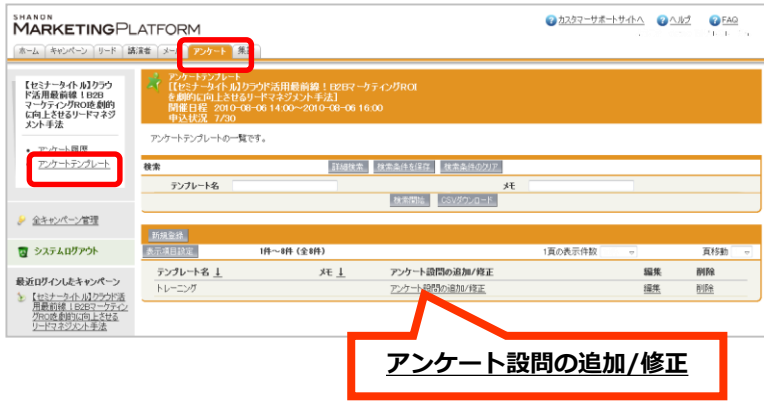 SHANON
MARKETINGPLATFORM
カスタマーサポートサイトへ ヘルプ FAQ
ホーム キャンペーン リード 講演者 メール アンケート 集計
【セミナータイトル】クラウ
ド活用最前線!B2B
マーケティングROIを劇的
に向上させるリードマネジ
メント手法
アンケート履歴
アンケートテンプレート
全キャンペーン管理
システムログアウト
最近ログインしたキャンペーン
【セミナータイトル】クラウド活
用最前線!B2Bマーケティン
グROIを劇的に向上させる
リードマネジメント手法
アンケートテンプレート
【【セミナータイトル】クラウド活用最前線!B2BマーケティングROI
を劇的に向上させるリードマネジメント手法】
開催日程 2010-08-06 14:00~2010-08-06 16:00
申込状況 7/30
アンケートテンプレートの一覧です。
検索 詳細検索 検索条件を保存 検索条件のクリア
テンプレート名 メモ
検索開始 CSVダウンロード
新規登録
表示項目設定 1件~8件 (全8件) 1頁の表示件数 頁移動
テンプレート名 ↓ メモ ↓ アンケート設問の追加/修正 編集 削除
トレーニング アンケート設問の追加/修正 編集 削除
アンケート設問の追加/修正